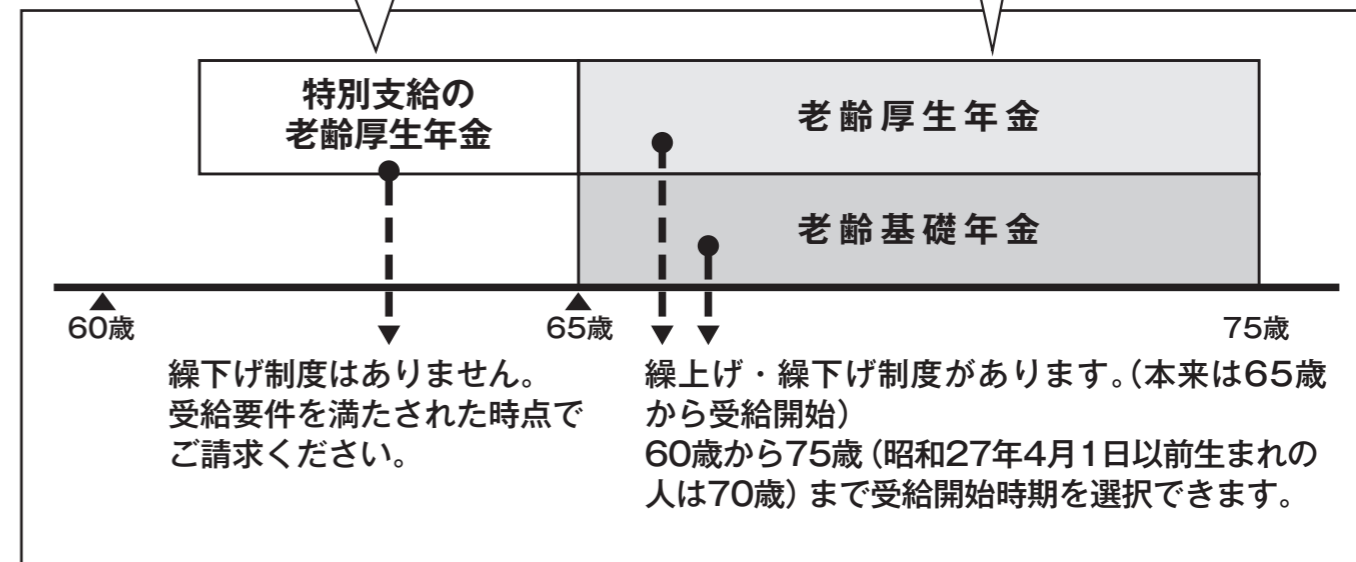 特別支給の
老齢厚生年金
老齢厚生年金
老齢基礎年金
60歳
65歳
75歳
繰下げ制度はありません。
受給要件を満たされた時点で
ご請求ください。
繰上げ・繰下げ制度があります。（本来は65歳
から受給開始）
60歳から75歳（昭和27年4月1日以前生まれの
人は70歳）まで受給開始時期を選択できます。